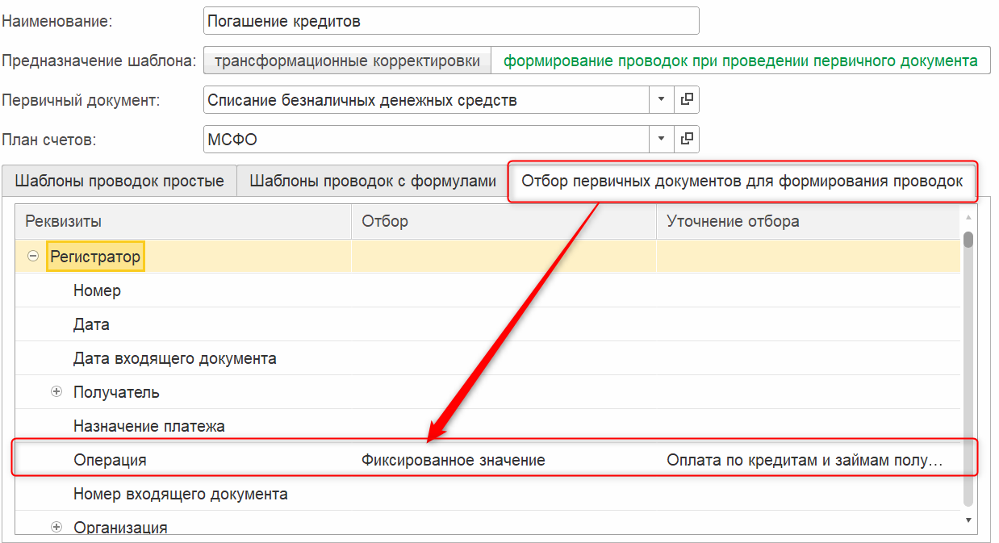 Наименование: Погашение кредитов
Предназначение шаблона: трансформационные корректировки формирование проводок при проведении первичного документа
Первичный документ: Списание безналичных денежных средств
План счетов: МСФО
Шаблоны проводок простые Шаблоны проводок с формулами Отбор первичных документов для формирования проводок
Реквизиты Отбор Уточнение отбора
Регистратор
Номер
Дата
Дата входящего документа
Получатель
Назначение платежа
Операция Фиксированное значение Оплата по кредитам и займам полу...
Номер входящего документа
Организация